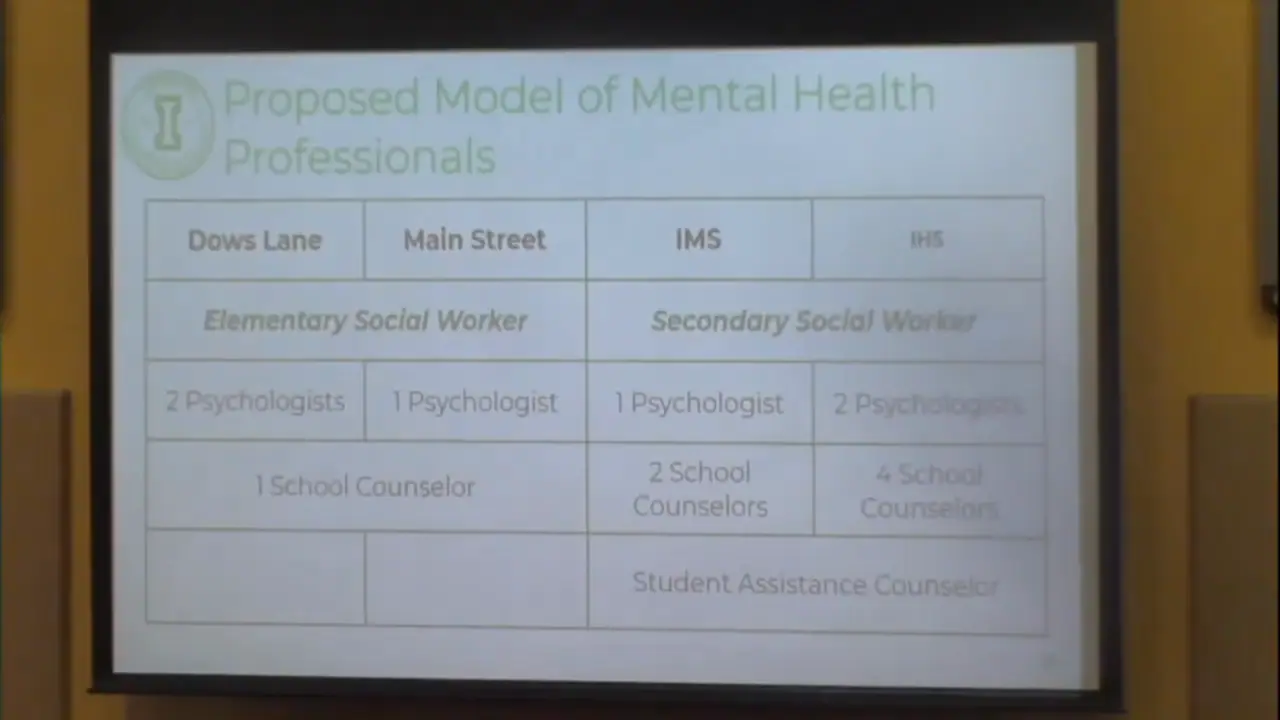 Proposed Model of Mental Health
Professionals
Dows Lane Main Street IMS IHS
Elementary Social Worker Secondary Social Worker
2 Psychologists 1 Psychologist 1 Psychologist 2 Psychologists
1 School Counselor 2 School Counselors 4 School Counselors
Student Assistance Counselor